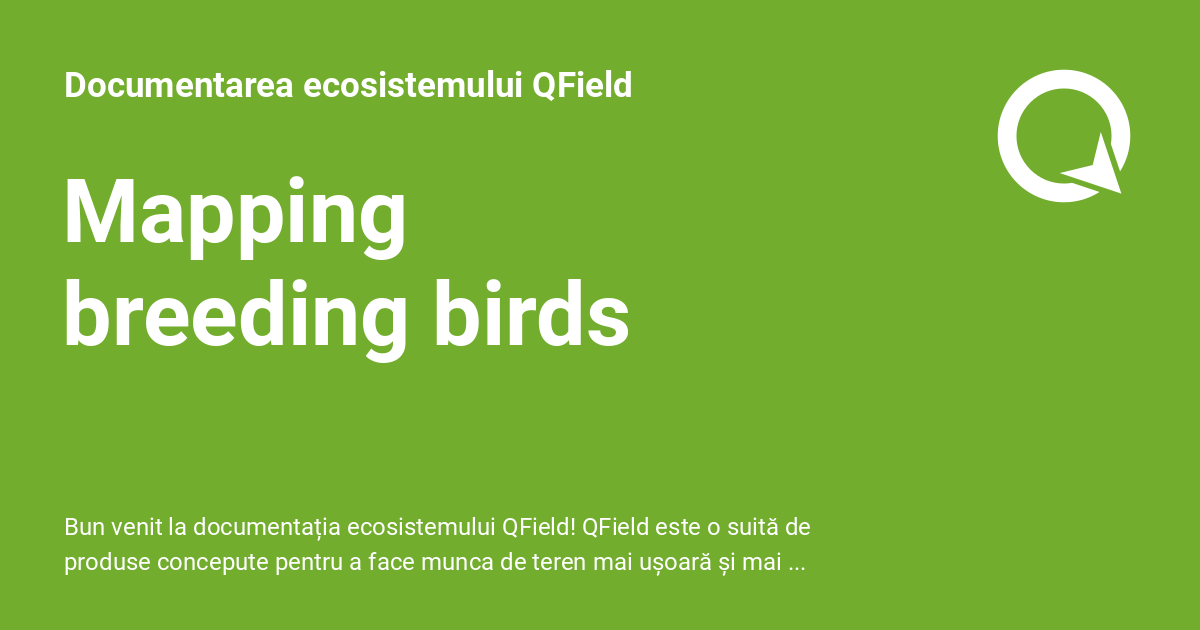 Documentarea ecosistemului QField
Mapping
breeding birds
Bun venit la documentația ecosistemului QField! QField este o suită de
produse concepute pentru a face munca de teren mai ușoară și mai ...